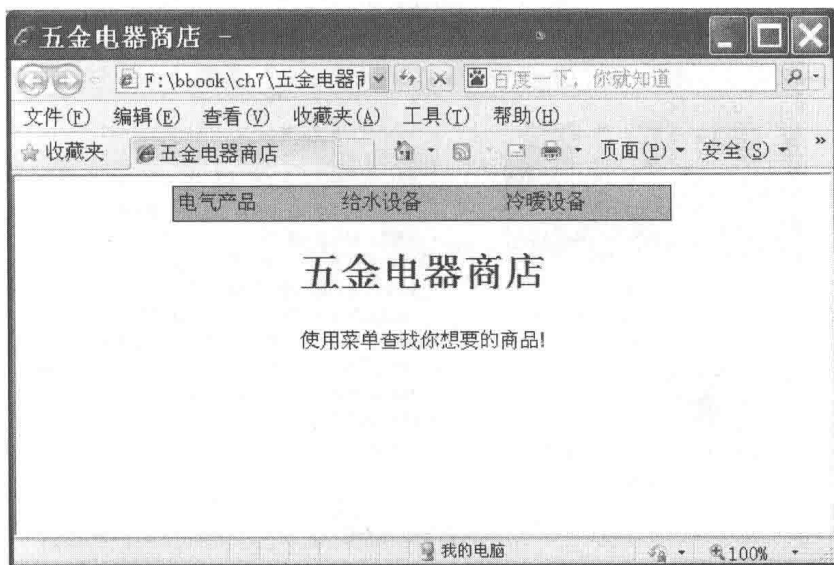 五金电器商店 -
F:\bbook\ch7\五金电器商 百度一下，你就知道
文件(F) 编辑(E) 查看(V) 收藏夹(A) 工具(T) 帮助(H)
收藏夹 五金电器商店 页面(P) 安全(S) »
电气产品 给水设备 冷暖设备
五金电器商店
使用菜单查找你想要的商品!
我的电脑 100%